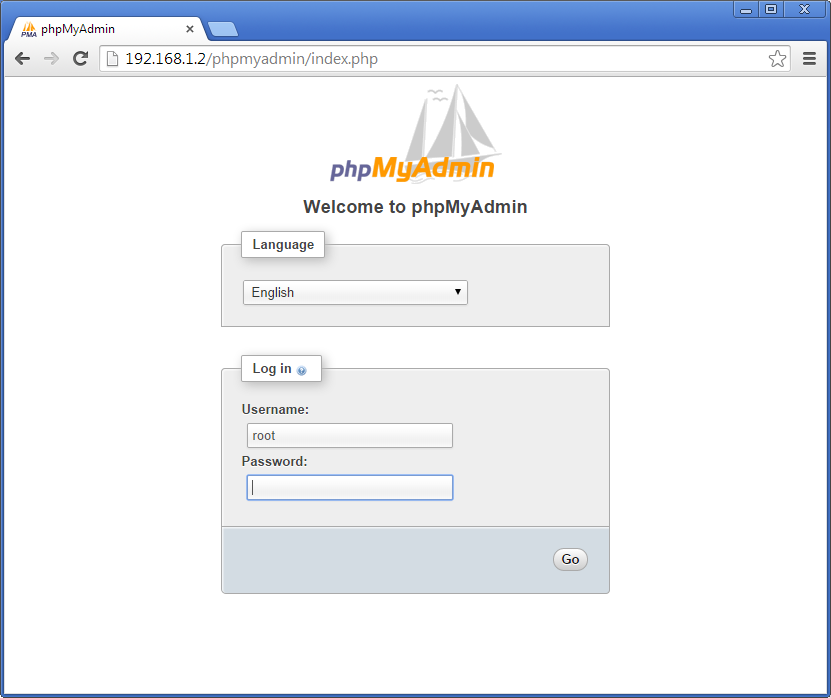 phpMyAdmin
192.168.1.2/phpmyadmin/index.php
phpMyAdmin
Welcome to phpMyAdmin
Language
English
Log in
Username:
root
Password:
Go